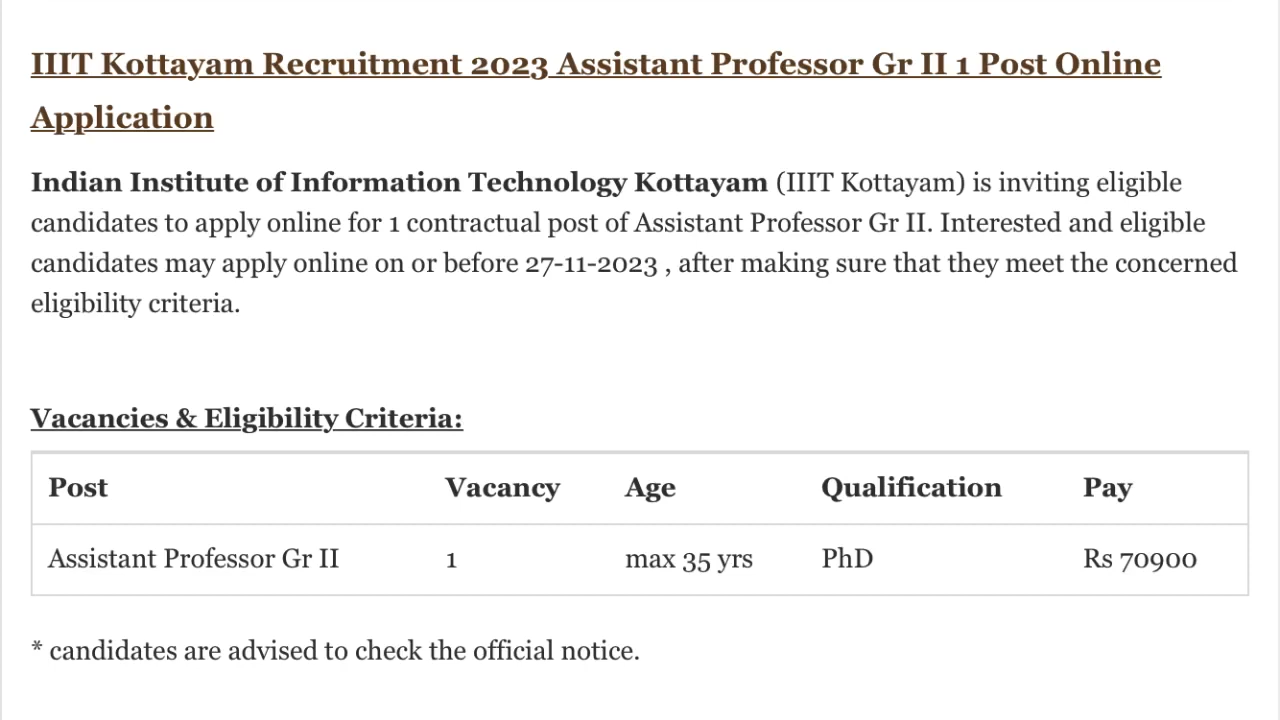 IIIT Kottayam Recruitment 2023 Assistant Professor Gr II 1 Post Online
Application
Indian Institute of Information Technology Kottayam (IIIT Kottayam) is inviting eligible
candidates to apply online for 1 contractual post of Assistant Professor Gr II. Interested and eligible
candidates may apply online on or before 27-11-2023 , after making sure that they meet the concerned
eligibility criteria.
Vacancies & Eligibility Criteria:
Post Vacancy Age Qualification Pay
Assistant Professor Gr II 1 max 35 yrs PhD Rs 70900
* candidates are advised to check the official notice.